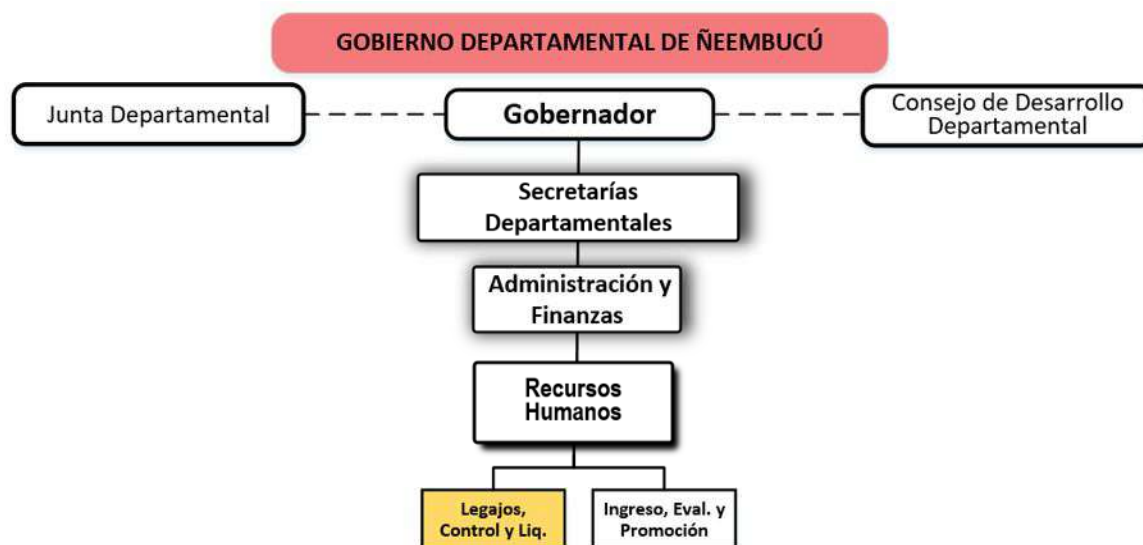 GOBIERNO DEPARTAMENTAL DE ÑEEMBUCÚ
Junta Departamental
Gobernador
Consejo de Desarrollo
Departamental
Secretarías
Departamentales
Administración y
Finanzas
Recursos
Humanos
Legajos,
Control y Liq.
Ingreso, Eval. y
Promoción